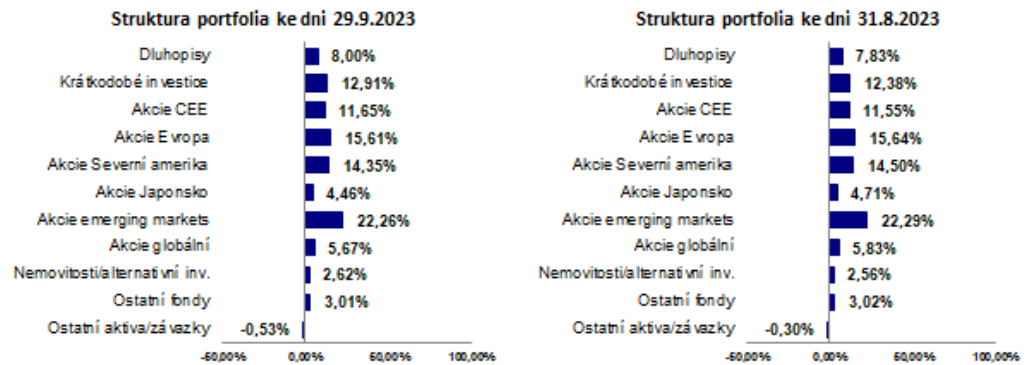 Struktura portfolia ke dni 29.9.2023
Dluhopisy 8,00%
Krátkodobé investice 12,91%
Akcie CEE 11,65%
Akcie Evropa 15,61%
Akcie Severní amerika 14,35%
Akcie Japonsko 4,46%
Akcie emerging markets 22,26%
Akcie globální 5,67%
Nemovitosti/alternativní inv. 2,62%
Ostatní fondy 3,01%
Ostatní aktiva/závazky -0,53%
-50,00% 0,00% 50,00% 100,00%
Struktura portfolia ke dni 31.8.2023
Dluhopisy 7,83%
Krátkodobé investice 12,38%
Akcie CEE 11,55%
Akcie Evropa 15,64%
Akcie Severní amerika 14,50%
Akcie Japonsko 4,71%
Akcie emerging markets 22,29%
Akcie globální 5,83%
Nemovitosti/alternativní inv. 2,56%
Ostatní fondy 3,02%
Ostatní aktiva/závazky -0,30%
-50,00% 0,00% 50,00% 100,00%